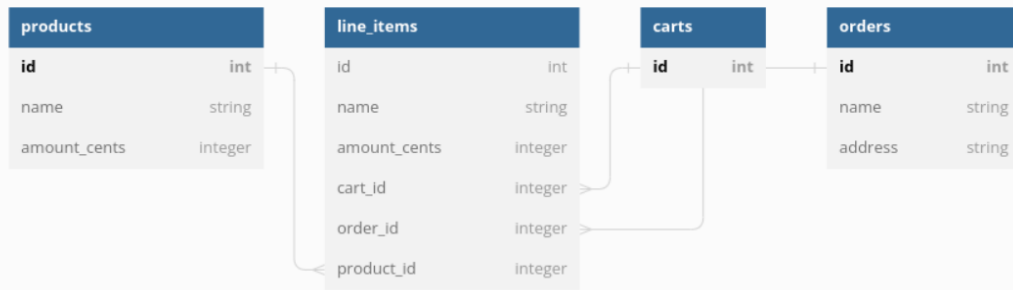 products
id int
name string
amount_cents integer
line_items
id int
name string
amount_cents integer
cart_id integer
order_id integer
product_id integer
carts
id int
orders
id int
name string
address string